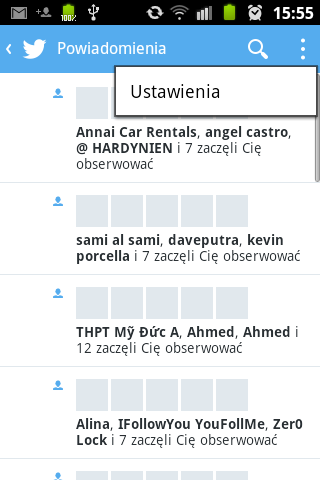 100%
15:55
Powiadomienia
Ustawienia
Annai Car Rentals, angel castro,
@ HARDYNIEN i 7 zaczęli Cię
obserwować
sami al sami, daveputra, kevin
porcella i 7 zaczęli Cię obserwować
THPT Mỹ Đức A, Ahmed, Ahmed i
12 zaczęli Cię obserwować
Alina, IFollowYou YouFollMe, Zer0
Lock i 7 zaczęli Cię obserwować